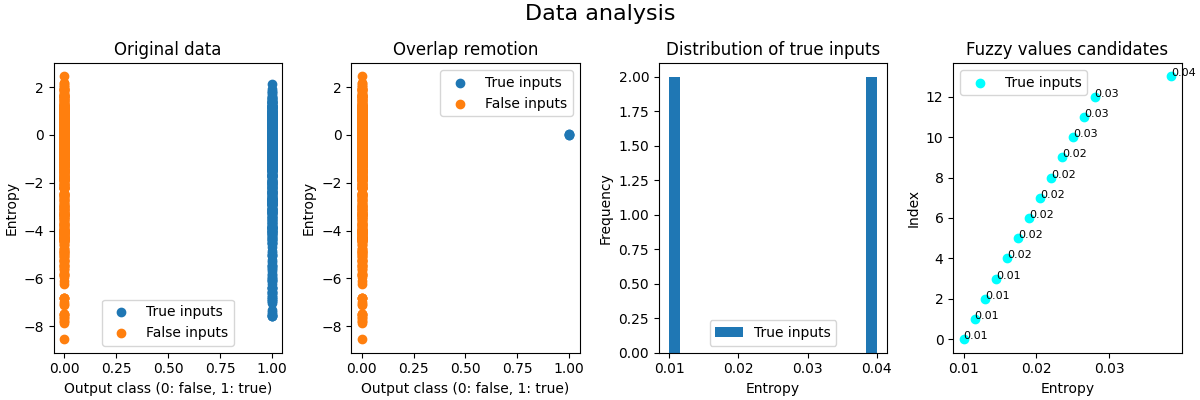 Data analysis
Original data
2
0
−2
−4
−6
−8
Entropy
True inputs
False inputs
0.00 0.25 0.50 0.75 1.00
Output class (0: false, 1: true)
Overlap remotion
2
0
−2
−4
−6
−8
Entropy
True inputs
False inputs
0.00 0.25 0.50 0.75 1.00
Output class (0: false, 1: true)
Distribution of true inputs
2.00
1.75
1.50
1.25
1.00
0.75
0.50
0.25
0.00
Frequency
True inputs
0.01 0.02 0.03 0.04
Entropy
Fuzzy values candidates
12
10
8
6
4
2
0
Index
True inputs
0.04
0.03
0.03
0.03
0.02
0.02
0.02
0.02
0.02
0.02
0.01
0.01
0.01
0.01
0.01 0.02 0.03
Entropy